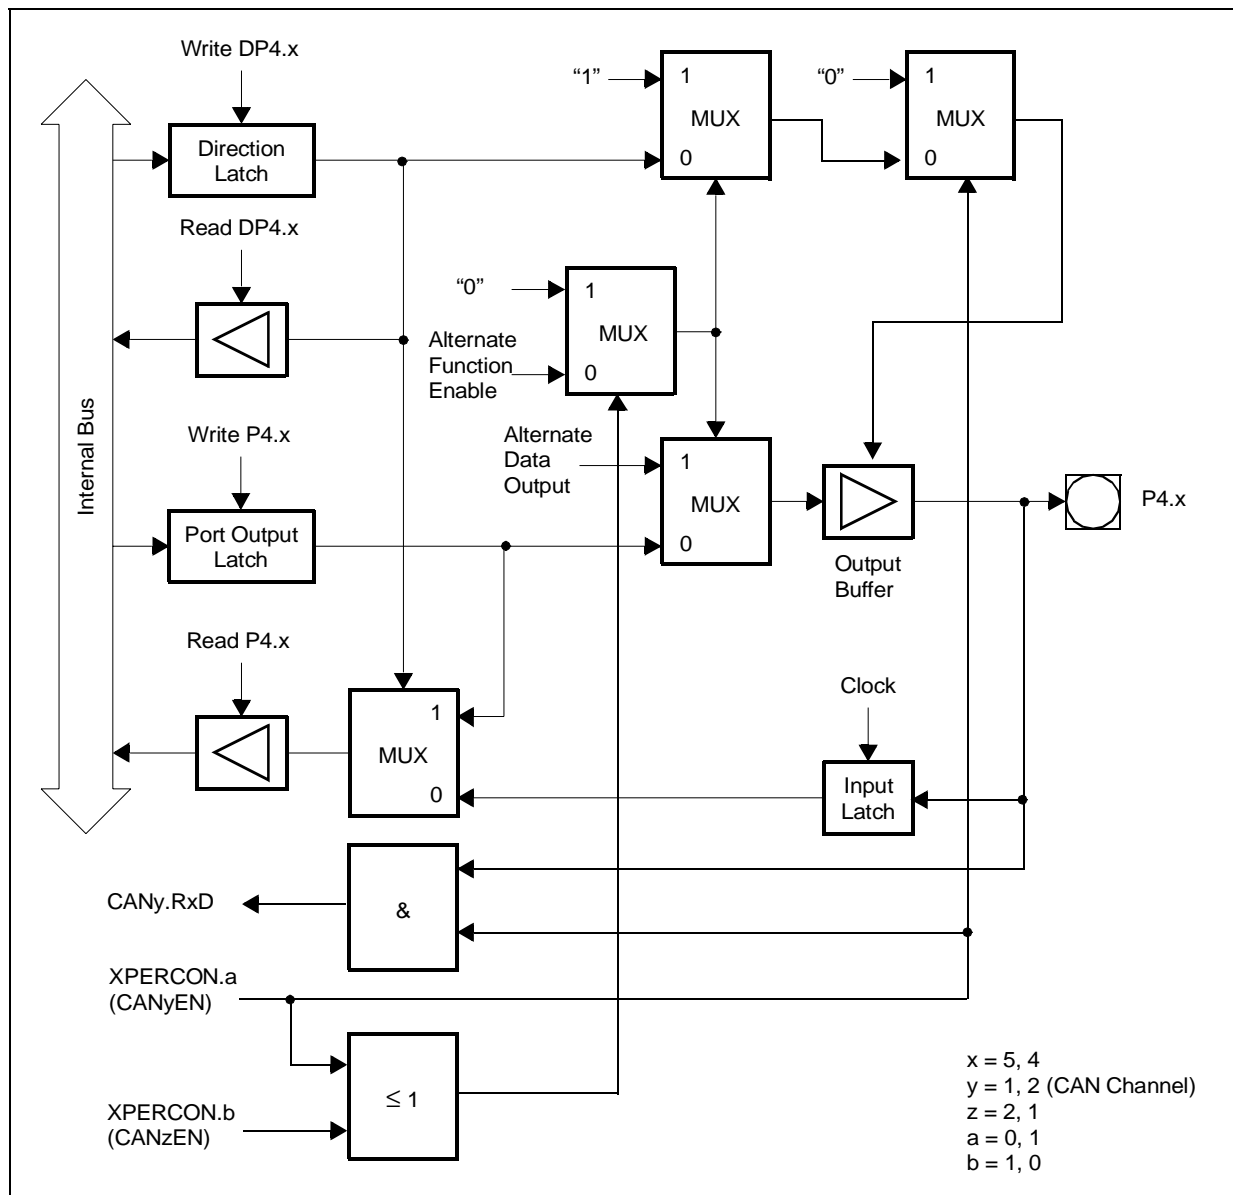 Write DP4.x
“1”
1
MUX
0
“0”
1
MUX
0
Direction
Latch
Read DP4.x
“0”
1
MUX
0
Alternate
Function
Enable
Internal Bus
Write P4.x
Alternate
Data
Output
1
MUX
0
P4.x
Port Output
Latch
Output
Buffer
Read P4.x
Clock
1
MUX
0
Input
Latch
CANy.RxD
&
XPERCON.a
(CANyEN)
≤ 1
XPERCON.b
(CANzEN)
x = 5, 4
y = 1, 2 (CAN Channel)
z = 2, 1
a = 0, 1
b = 1, 0